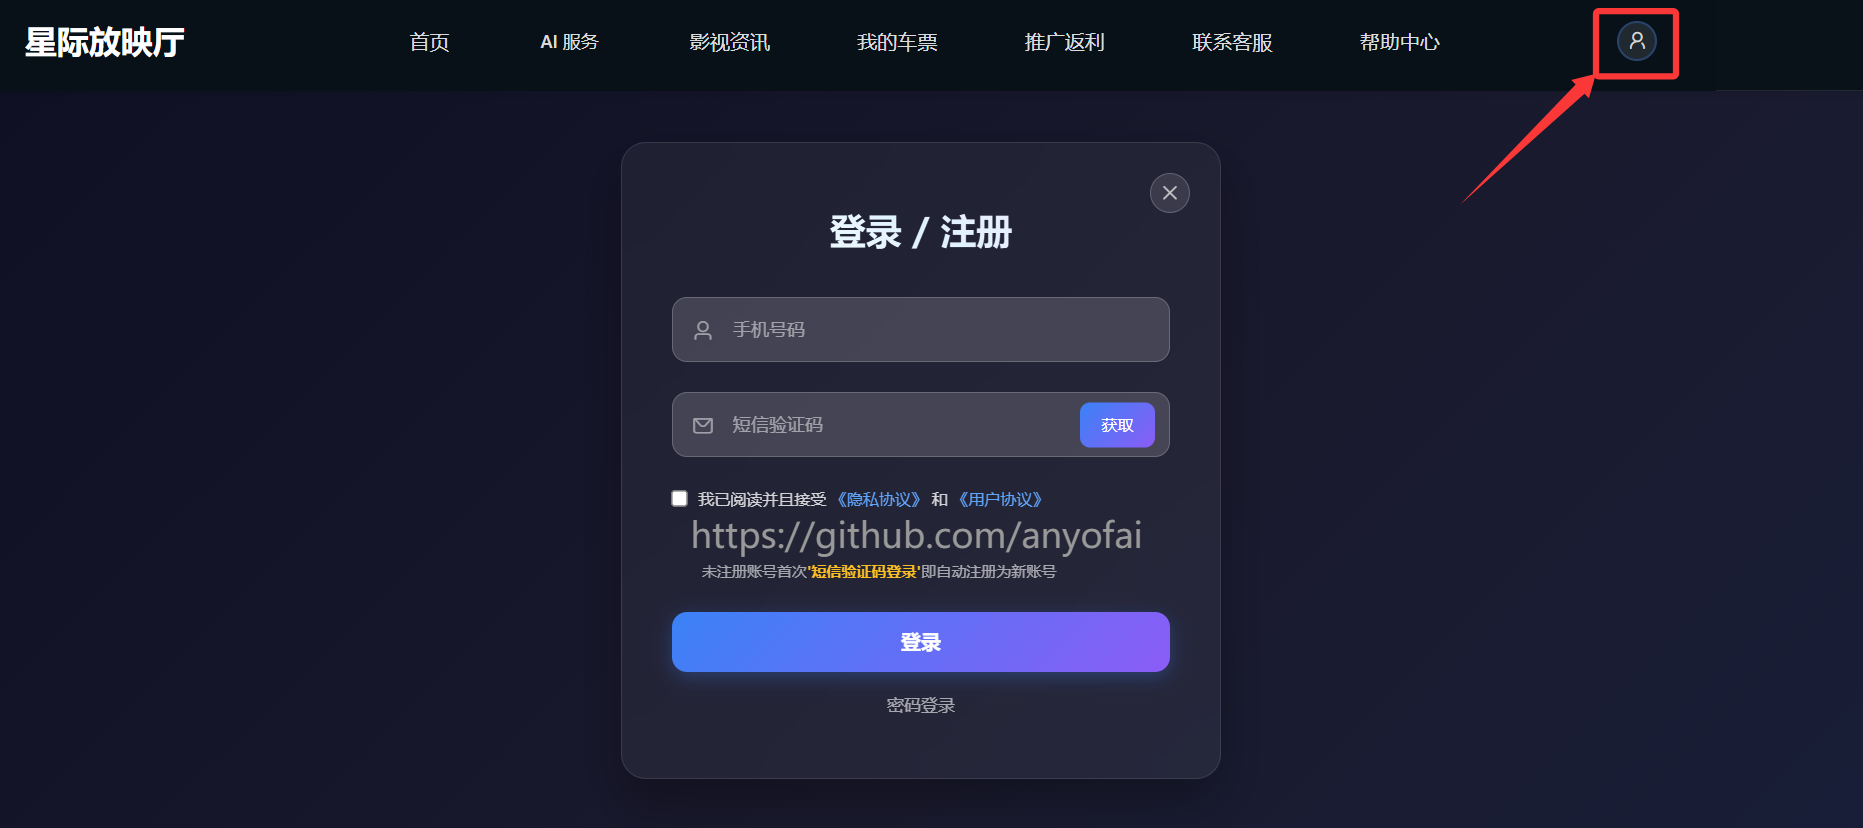 星际放映厅
首页
AI 服务
影视资讯
我的车票
推广返利
联系客服
帮助中心
登录 / 注册
手机号码
短信验证码
获取
我已阅读并且接受 《隐私协议》 和 《用户协议》
https://github.com/anyofai
未注册账号首次'短信验证码登录'即自动注册为新账号
登录
密码登录